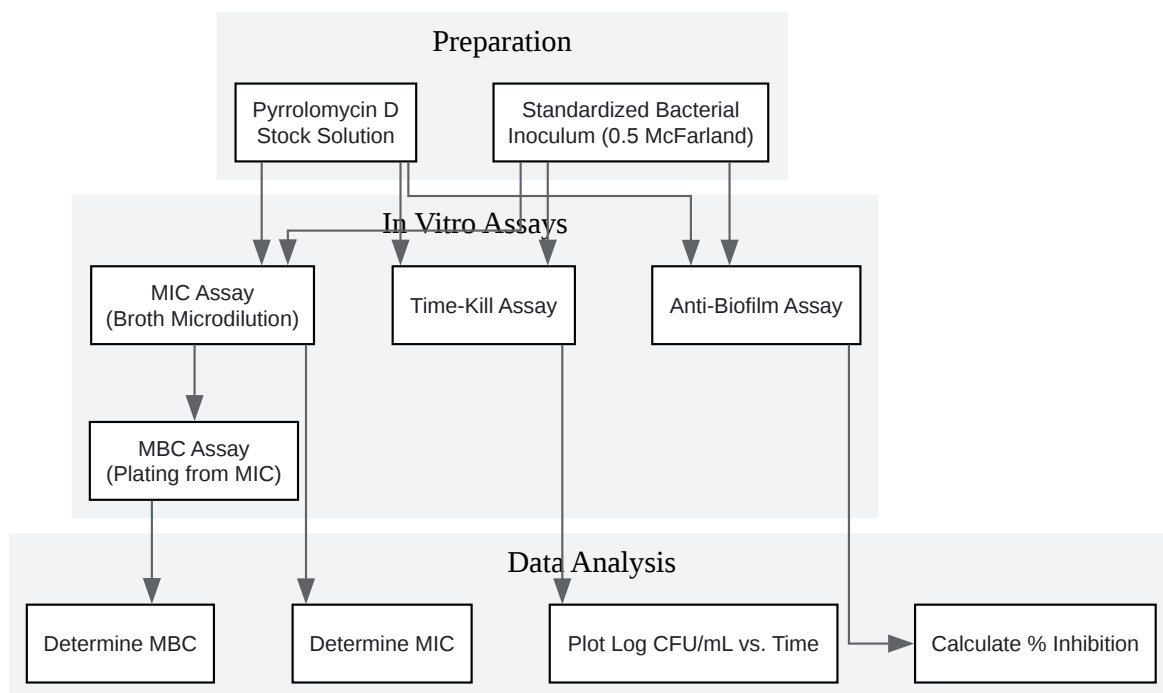 Preparation
Pyrrolomycin D
Stock Solution
Standardized Bacterial
Inoculum (0.5 McFarland)
In Vitro Assays
MIC Assay
(Broth Microdilution)
Time-Kill Assay
Anti-Biofilm Assay
MBC Assay
(Plating from MIC)
Data Analysis
Determine MBC
Determine MIC
Plot Log CFU/mL vs. Time
Calculate % Inhibition